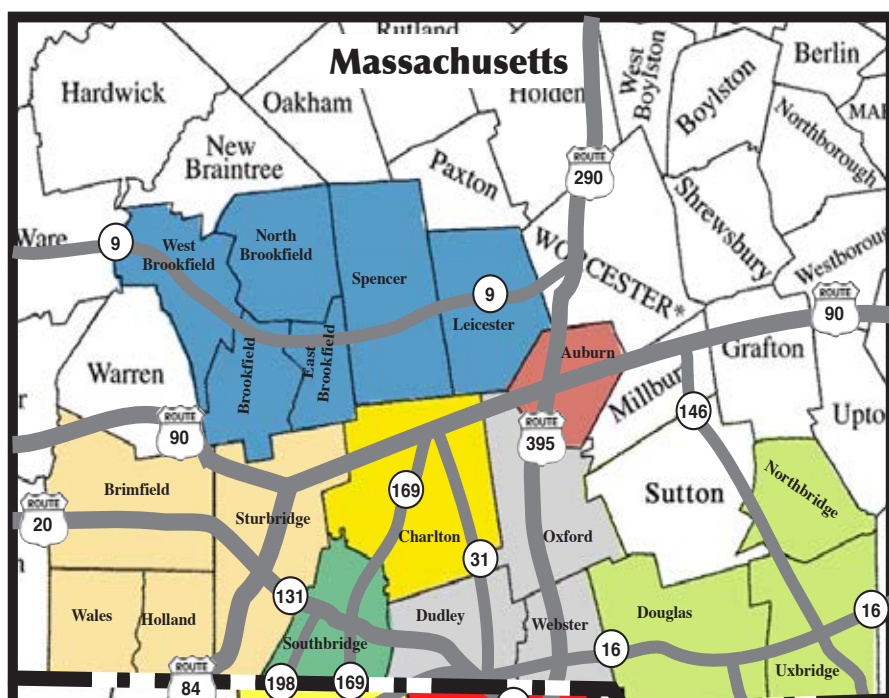 Rutland
Massachusetts
Berlin
West
Boylston
Boylston
Hardwick
Oakham
Holden
Northborough
New
Braintree
Paxton
ROUTE
290
Shrewsbury
Ware
9
West
Brookfield
North
Brookfield
WORCESTER*
Spencer
9
Leicester
ROUTE
90
Auburn
Grafton
Brookfield
East
Brookfield
Warren
ROUTE
90
ROUTE
395
146
169
Brimfield
Sutton
Northbridge
ROUTE
20
Sturbridge
Charlton
Oxford
31
131
Wales
Holland
Dudley
Douglas
16
Webster
Southbridge
16
Uxbridge
ROUTE
84
198
169